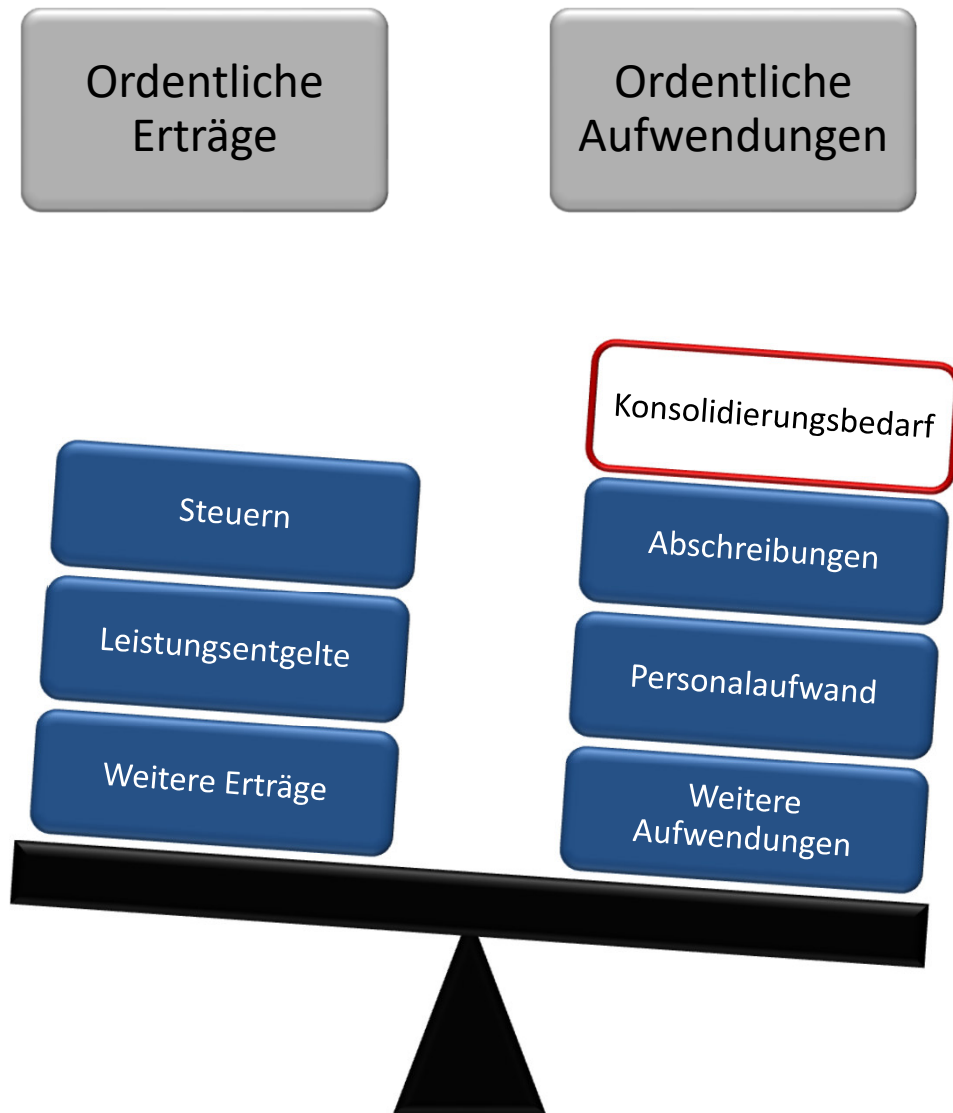 Ordentliche
Erträge
Ordentliche
Aufwendungen
Steuern
Leistungsentgelte
Weitere Erträge
Konsolidierungsbedarf
Abschreibungen
Personalaufwand
Weitere
Aufwendungen